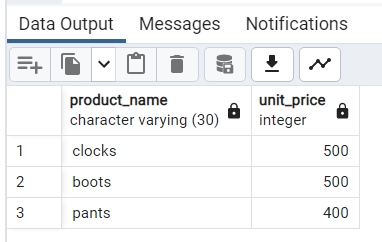 Data Output Messages Notifications
product_name unit_price
character varying (30) integer
1 clocks 500
2 boots 500
3 pants 400